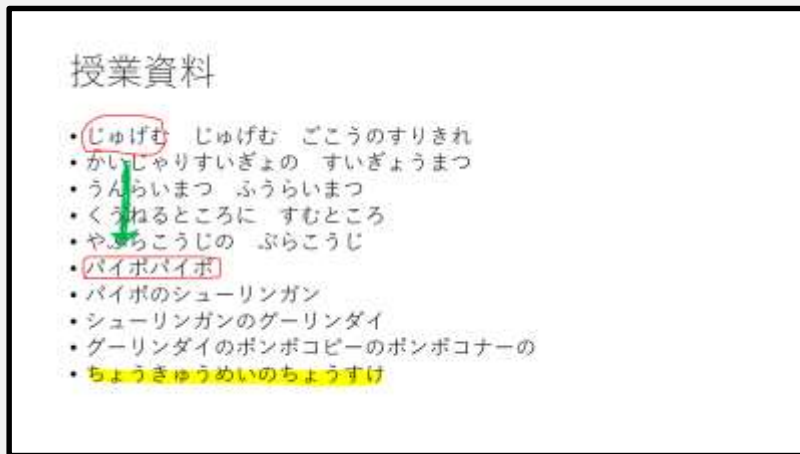 授業資料
• じゅげむ　じゅげむ　ごこうのすりきれ
• かいじゃりすいぎょの　すいぎょうまつ
• うんらいまつ　ふうらいまつ
• くうねるところに　すむところ
• やぶらこうじの　ぶらこうじ
• パイポパイポ
• パイポのシューリンガン
• シューリンガンのグーリンダイ
• グーリンダイのポンポコピーのポンポコナーの
• ちょうきゅうめいのちょうすけ